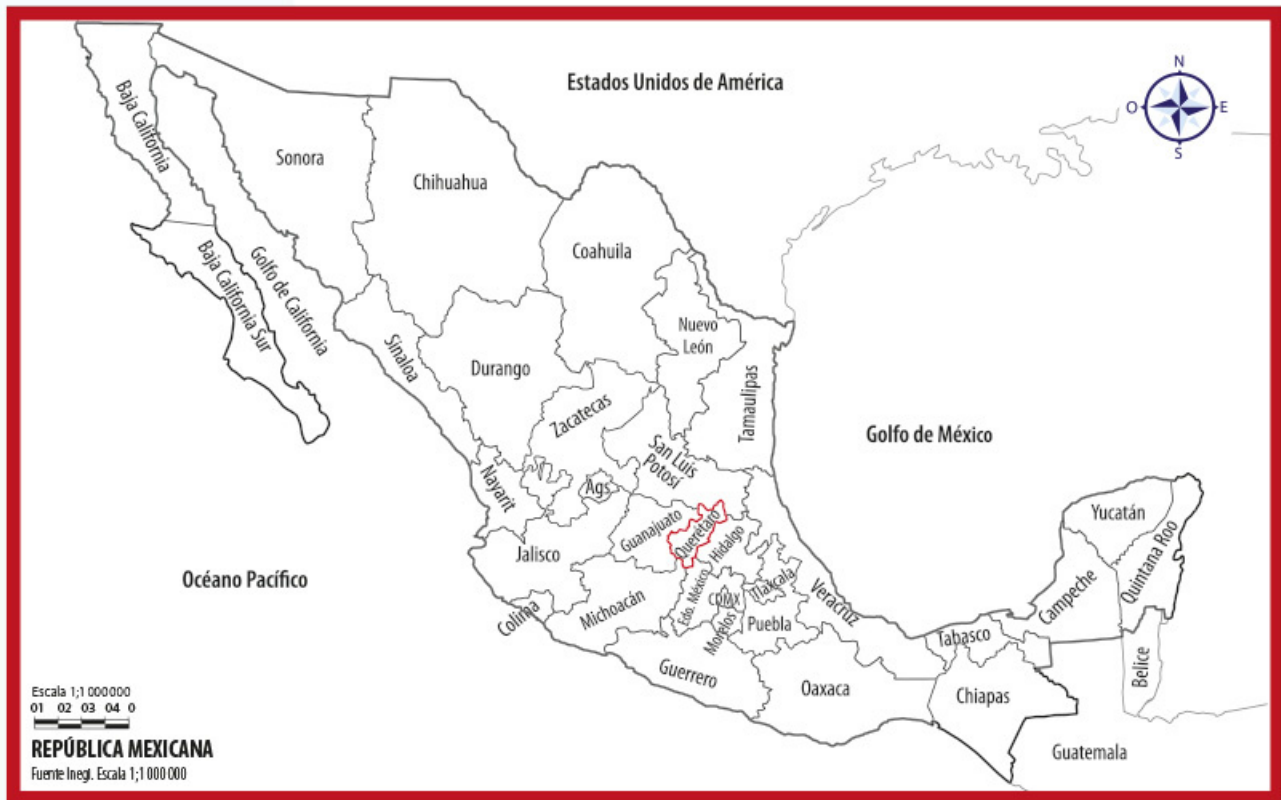 Estados Unidos de América
N
O
E
S
Baja California
Sonora
Chihuahua
Coahuila
Golfo de California
Baja California Sur
Nuevo
León
Sinaloa
Durango
Tamaulipas
Zacatecas
Golfo de México
San Luis
Potosí
Nayarit
Ags
Yucatán
Guanajuato
Querétaro
Hidalgo
Quintana Roo
Jalisco
Océano Pacífico
Campeche
Edo. México
CDMX
Tlaxcala
Veracruz
Colima
Michoacán
Morelos
Puebla
Tabasco
Belice
Guerrero
Oaxaca
Chiapas
Guatemala
Escala 1;1 000 000
01 02 03 04 0
REPÚBLICA MEXICANA
Fuente Inegi. Escala 1;1 000 000